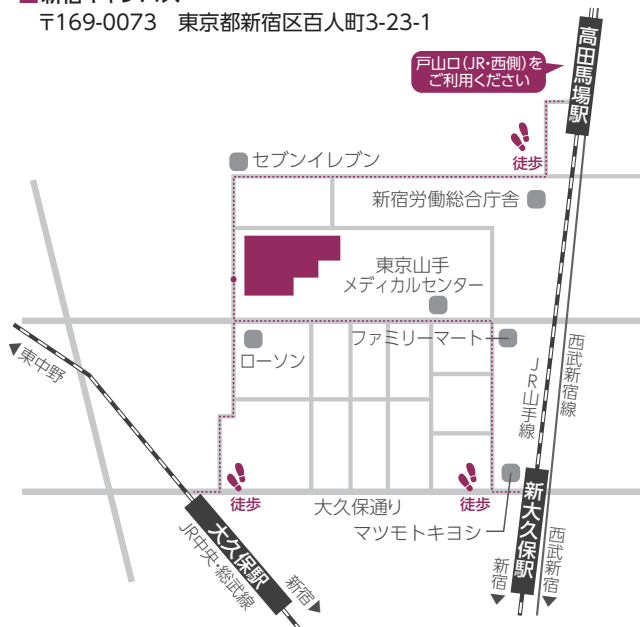 〒169-0073　東京都新宿区百人町3-23-1
戸山口(JR・西側)を
ご利用ください
高田馬場駅
徒歩
セブンイレブン
新宿労働総合庁舎
東京山手
メディカルセンター
ファミリーマート
ローソン
東中野
JR山手線
西武新宿線
徒歩
徒歩
大久保通り
マツモトキヨシ
新大久保駅
大久保駅
JR中央・総武線
新宿
新宿
西武新宿